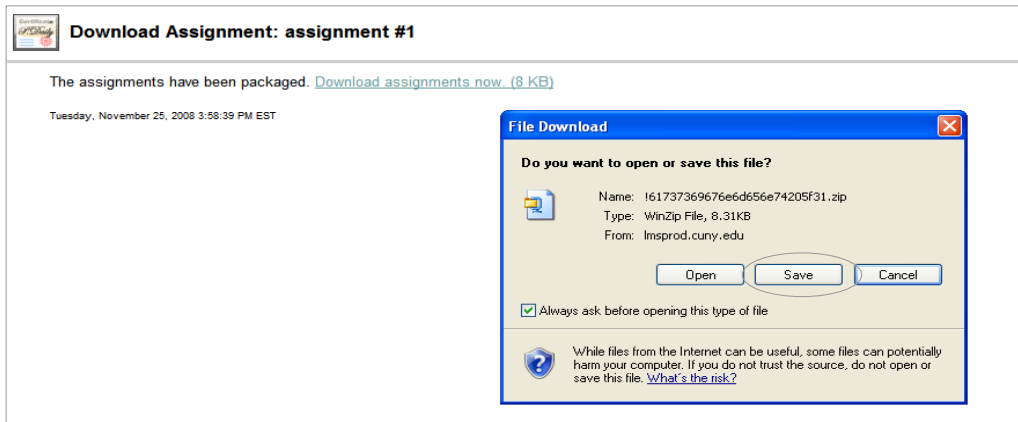 Download Assignment: assignment #1
The assignments have been packaged. Download assignments now. (8 KB)
Tuesday, November 25, 2008 3:58:39 PM EST
File Download
Do you want to open or save this file?
Name: !61737369676e6d656e74205f31.zip
Type: WinZip File, 8.31KB
From: lmsprod.cuny.edu
Open Save Cancel
Always ask before opening this type of file
While files from the Internet can be useful, some files can potentially
harm your computer. If you do not trust the source, do not open or
save this file. What's the risk?